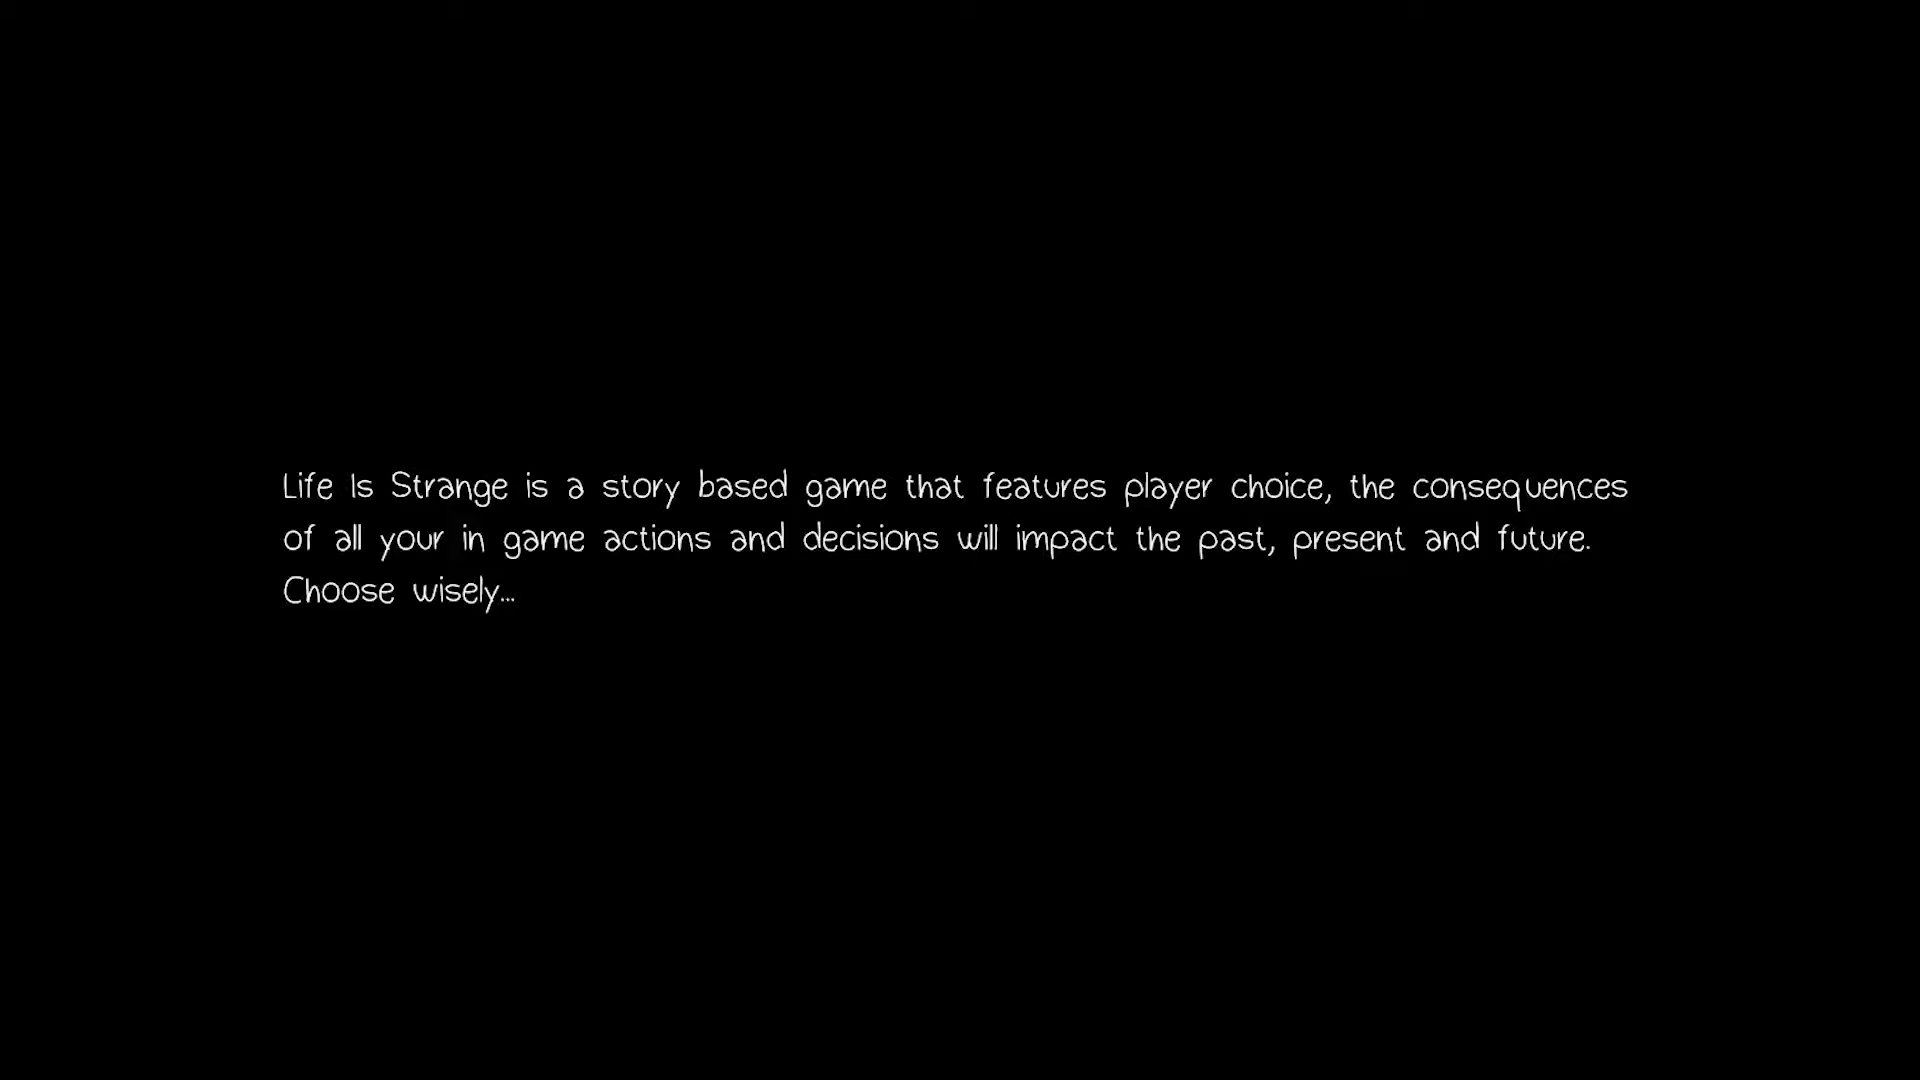 Life Is Strange is a story based game that features player choice, the consequences
of all your in game actions and decisions will impact the past, present and future.
Choose wisely...